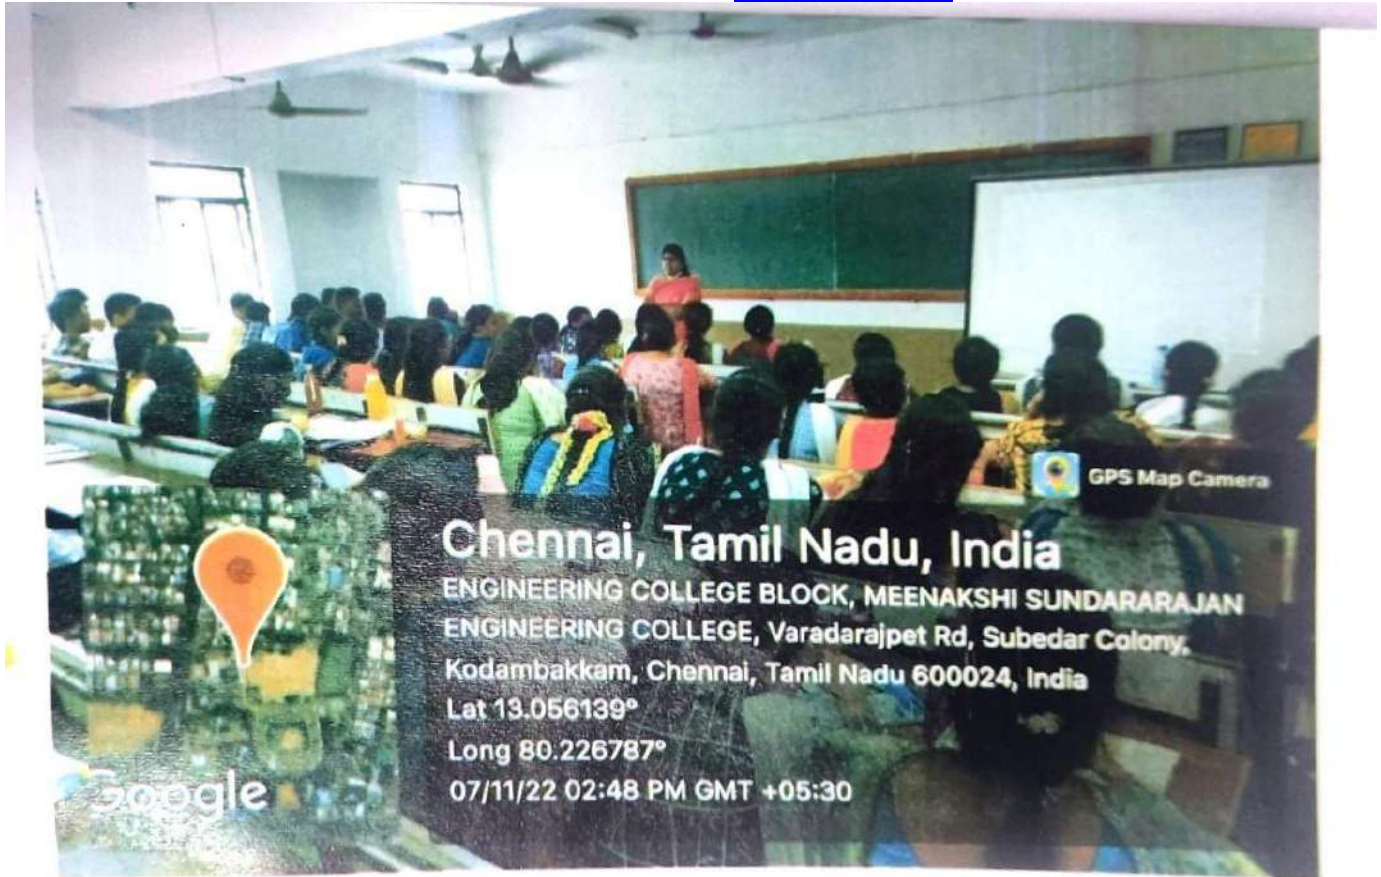 GPS Map Camera
Chennai, Tamil Nadu, India
ENGINEERING COLLEGE BLOCK, MEENAKSHI SUNDARARAJAN
ENGINEERING COLLEGE, Varadarajpet Rd, Subedar Colony,
Kodambakkam, Chennai, Tamil Nadu 600024, India
Lat 13.056139°
Long 80.226787°
07/11/22 02:48 PM GMT +05:30
Google